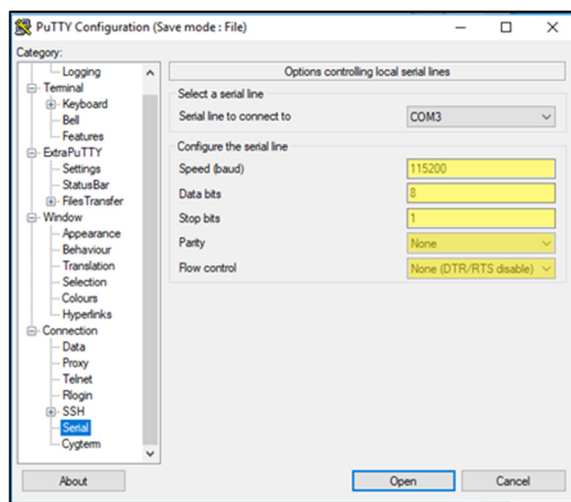 PuTTY Configuration (Save mode : File)
Category:
Logging
Terminal
Keyboard
Bell
Features
ExtraPuTTY
Settings
StatusBar
FilesTransfer
Window
Appearance
Behaviour
Translation
Selection
Colours
Hyperlinks
Connection
Data
Proxy
Telnet
Rlogin
SSH
Serial
Cygterm
Options controlling local serial lines
Select a serial line
Serial line to connect to COM3
Configure the serial line
Speed (baud) 115200
Data bits 8
Stop bits 1
Parity None
Flow control None (DTR/RTS disable)
About Open Cancel